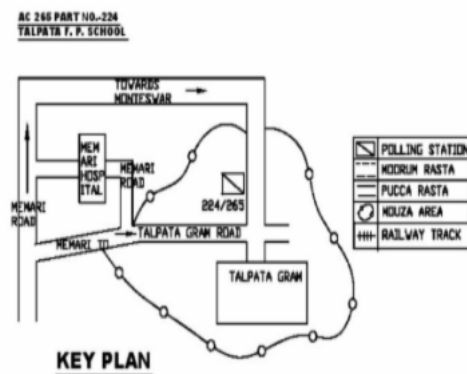 AC 265 PART NO.-224
TALPATA F. P. SCHOOL
TOWARDS
MONTESWAR
MEM
ARI
HOSP
ITAL
MEMARI
ROAD
MEMARI
ROAD
224/265
MEMARI TO
TALPATA GRAM ROAD
TALPATA GRAM
POLLING STATION
MOORUM RASTA
PUCCA RASTA
MOUZA AREA
RAILWAY TRACK
KEY PLAN